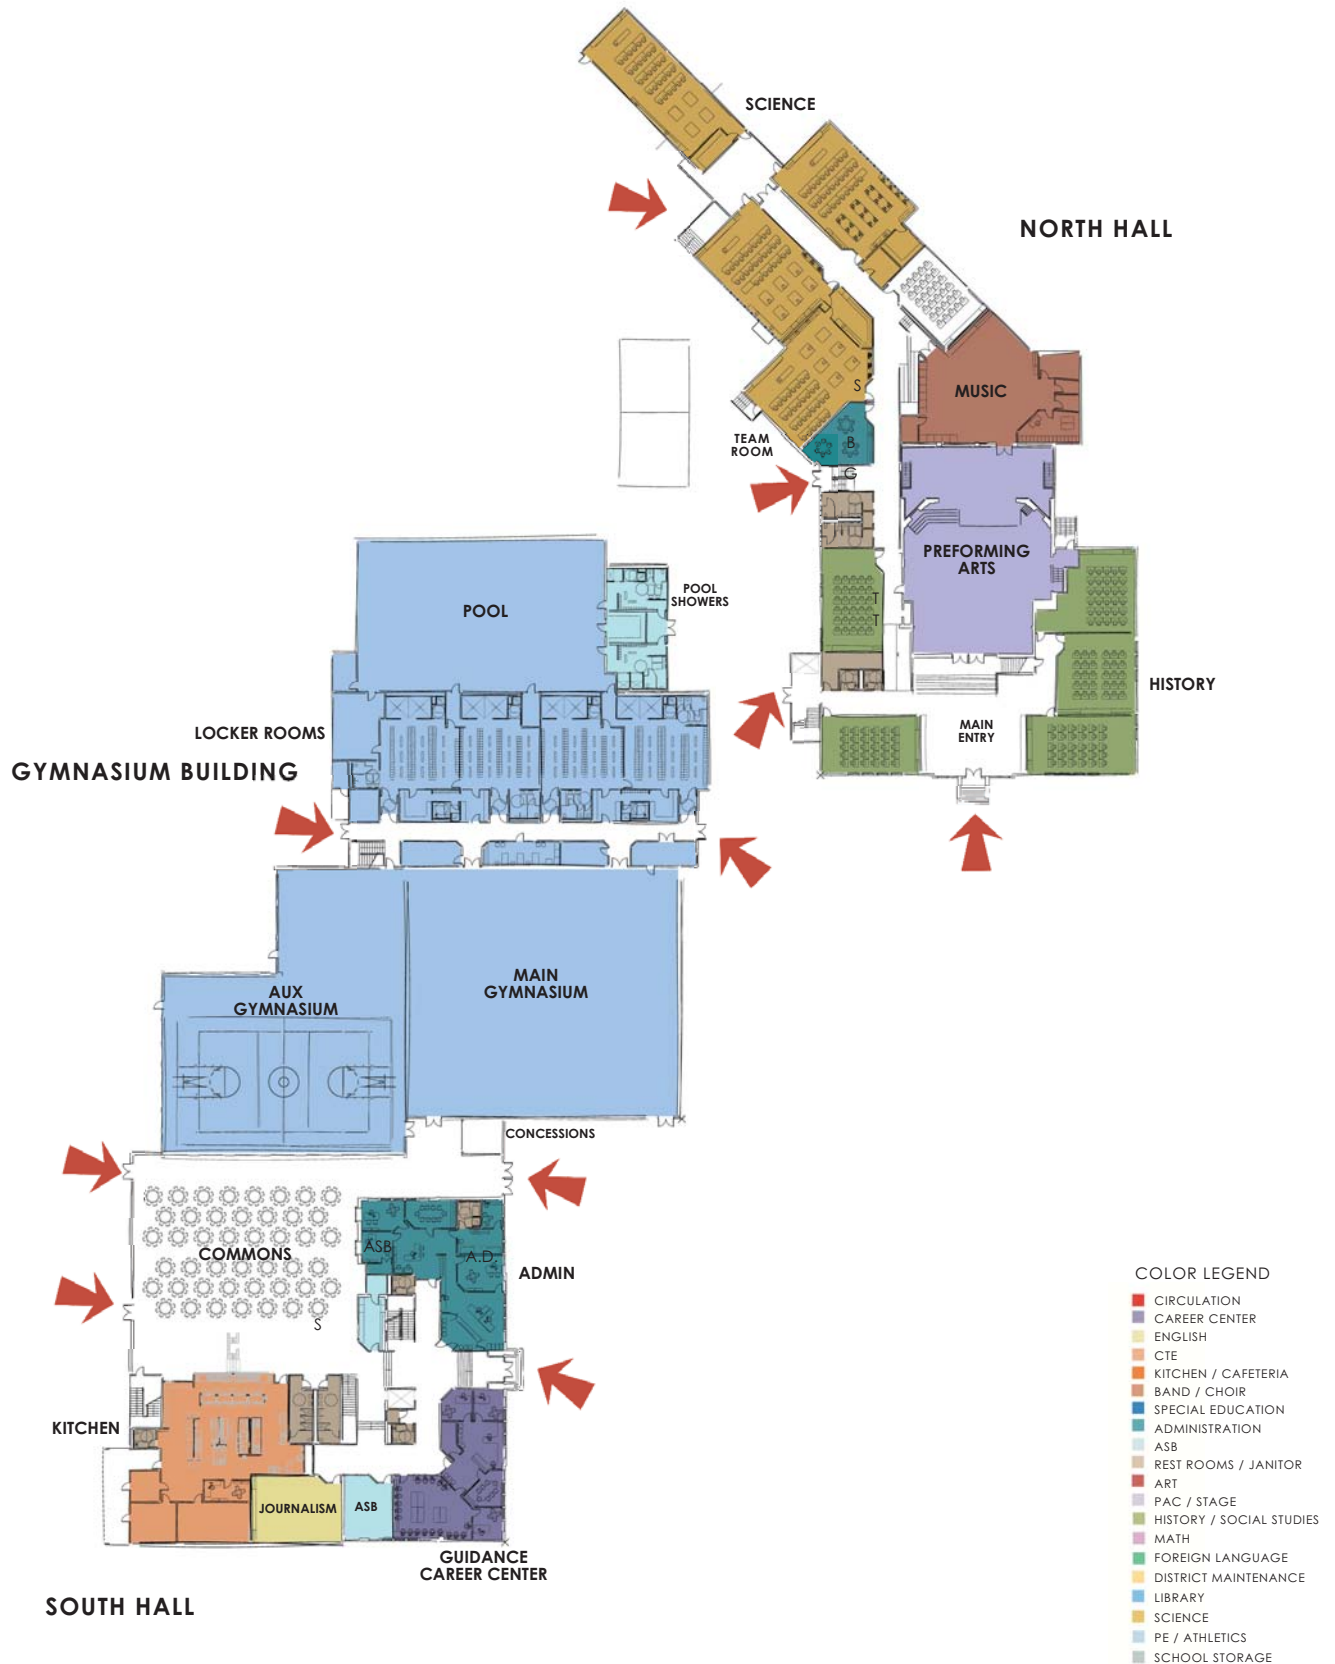 SCIENCE
NORTH HALL
MUSIC
S
TEAM
ROOM
B
G
PREFORMING
ARTS
POOL
SHOWERS
POOL
T
T
HISTORY
LOCKER ROOMS
MAIN
ENTRY
GYMNASIUM BUILDING
MAIN
GYMNASIUM
AUX
GYMNASIUM
CONCESSIONS
COMMONS
ASB
A.D.
ADMIN
S
KITCHEN
JOURNALISM
ASB
GUIDANCE
CAREER CENTER
SOUTH HALL
COLOR LEGEND
CIRCULATION
CAREER CENTER
ENGLISH
CTE
KITCHEN / CAFETERIA
BAND / CHOIR
SPECIAL EDUCATION
ADMINISTRATION
ASB
REST ROOMS / JANITOR
ART
PAC / STAGE
HISTORY / SOCIAL STUDIES
MATH
FOREIGN LANGUAGE
DISTRICT MAINTENANCE
LIBRARY
SCIENCE
PE / ATHLETICS
SCHOOL STORAGE